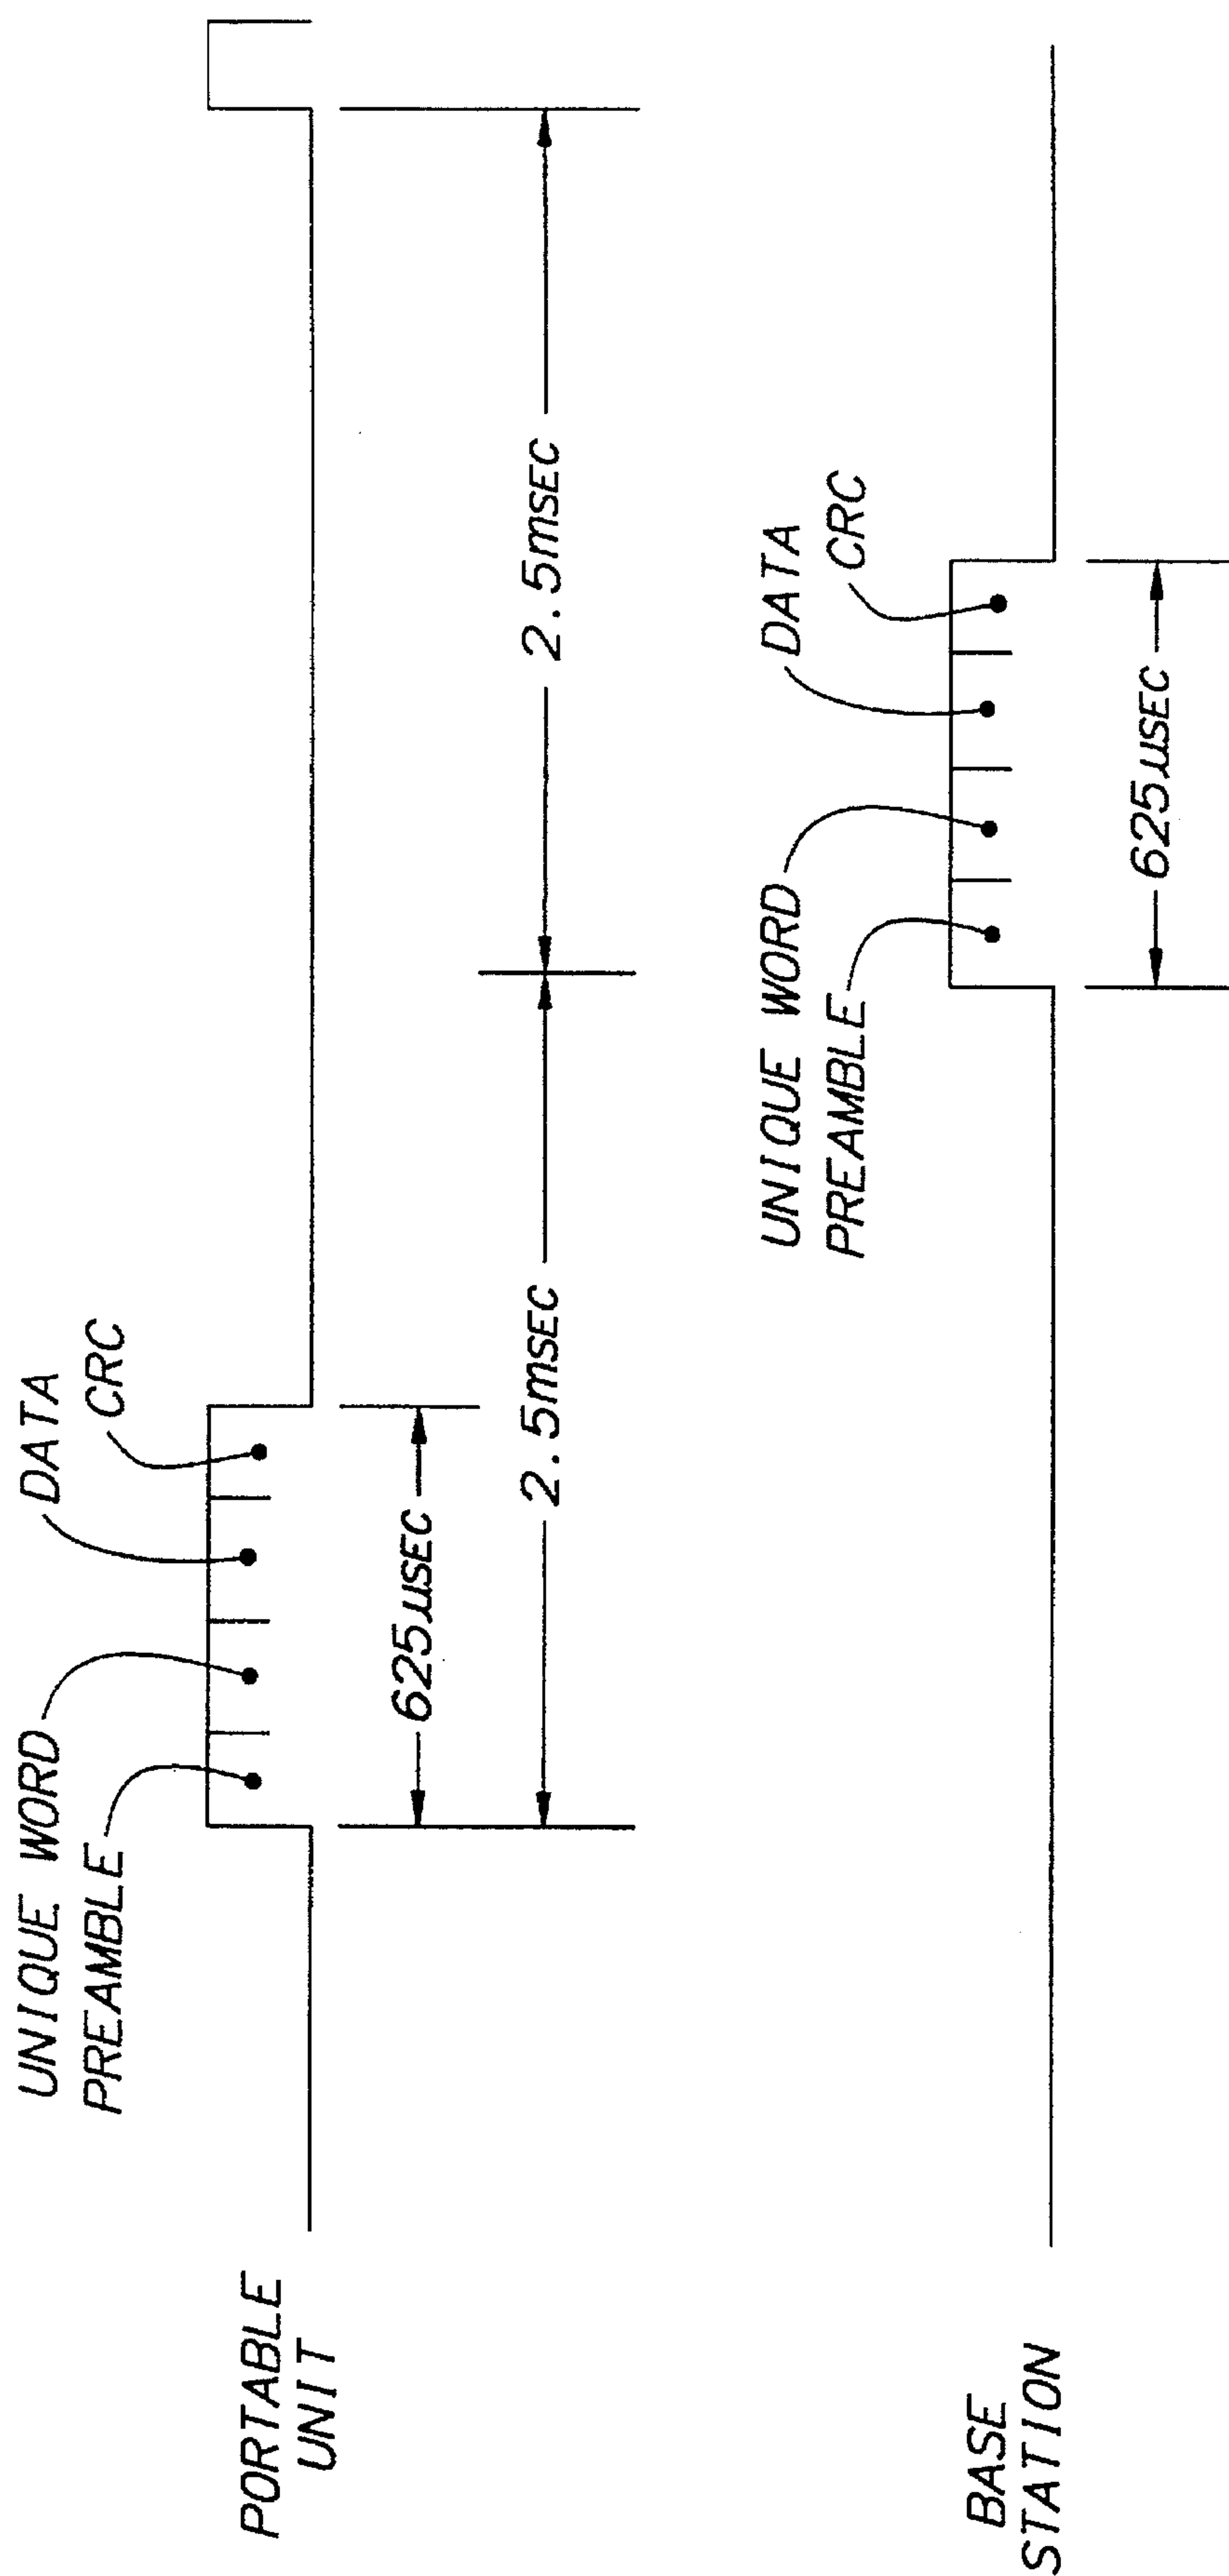 UNIQUE WORD
DATA
PREAMBLE
CRC
PORTABLE
UNIT
625µSEC
2.5mSEC
2.5mSEC
UNIQUE WORD
DATA
PREAMBLE
CRC
BASE
STATION
625µSEC